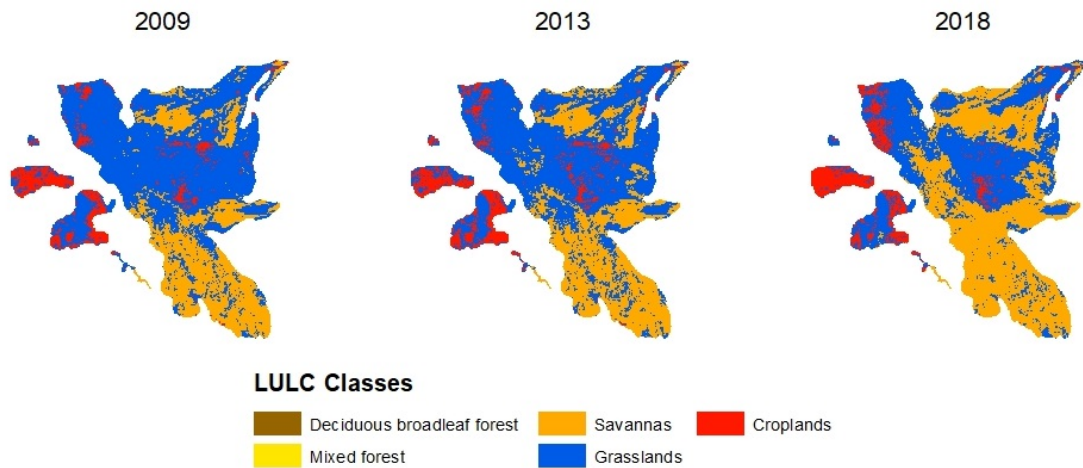 2009 2013 2018
LULC Classes
Deciduous broadleaf forest Savannas Croplands
Mixed forest Grasslands